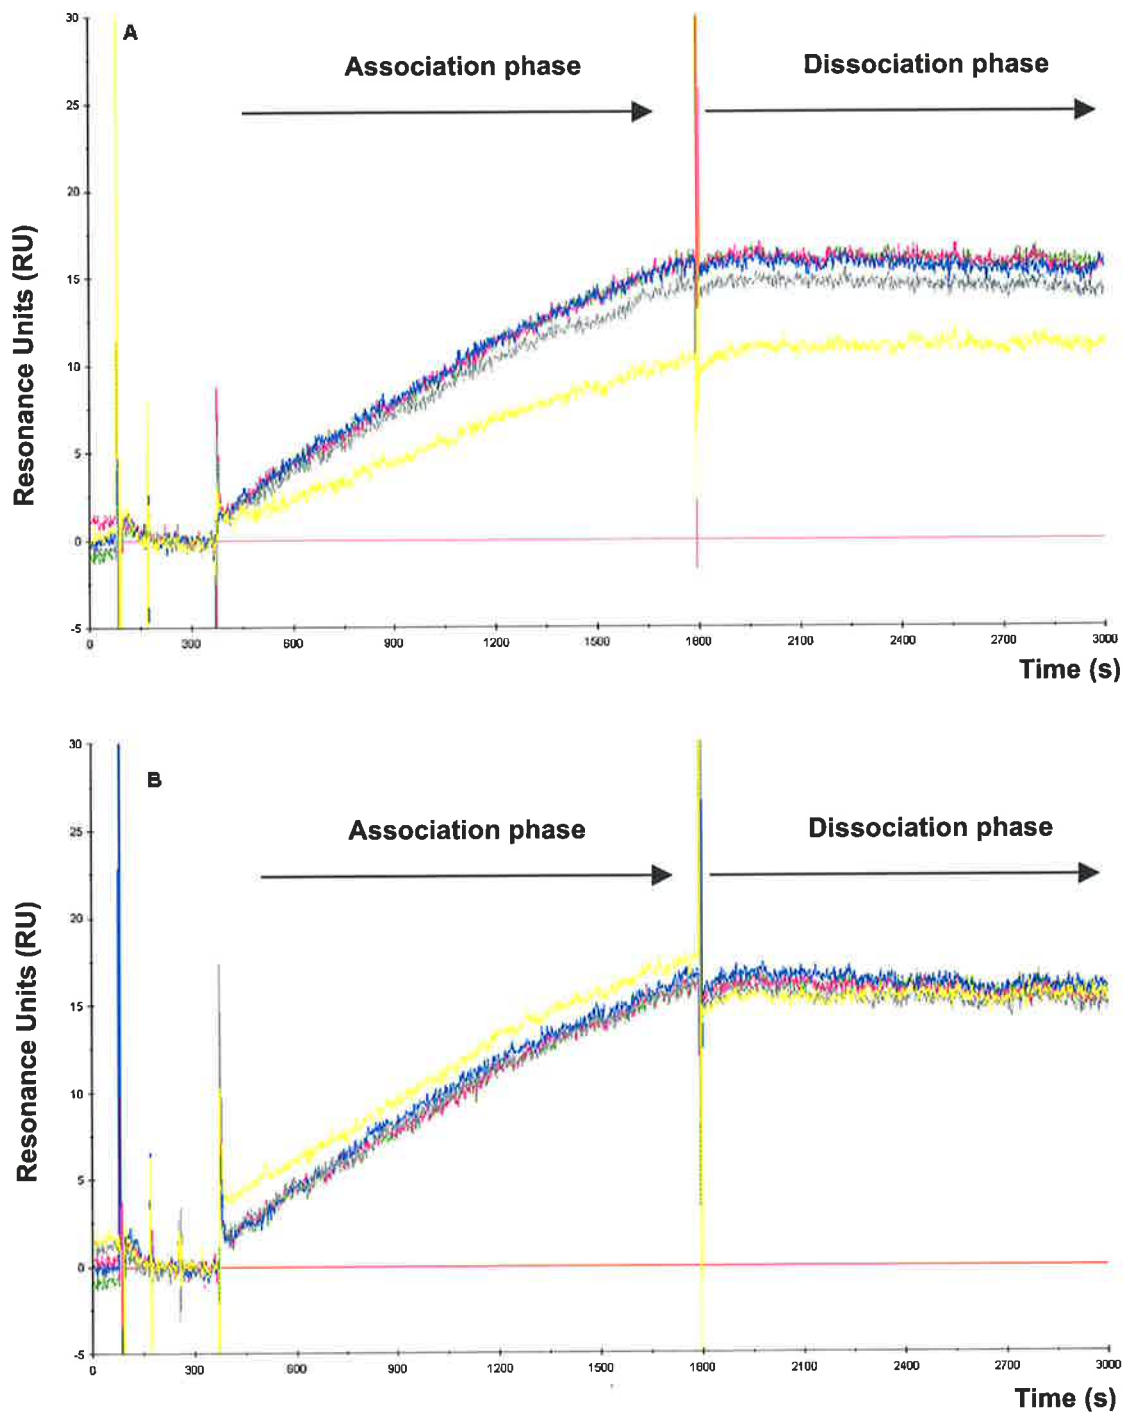 A
30
25
20
15
10
5
0
-5
Resonance Units (RU)
Association phase
Dissociation phase
0 300 600 900 1200 1500 1800 2100 2400 2700 3000
Time (s)
B
30
25
20
15
10
5
0
-5
Resonance Units (RU)
Association phase
Dissociation phase
0 300 600 900 1200 1500 1800 2100 2400 2700 3000
Time (s)